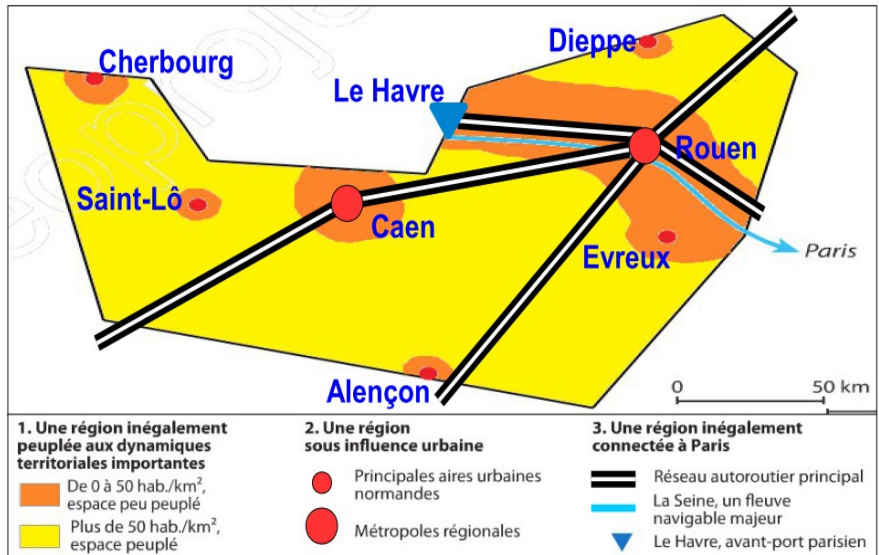 Cherbourg
Dieppe
Le Havre
Rouen
Saint-Lô
Caen
Evreux
Paris
Alençon
0 50 km
1. Une région inégalement
peuplée aux dynamiques
territoriales importantes
De 0 à 50 hab./km²,
espace peu peuplé
Plus de 50 hab./km²,
espace peuplé
2. Une région
sous influence urbaine
Principales aires urbaines
normandes
Métropoles régionales
3. Une région inégalement
connectée à Paris
Réseau autoroutier principal
La Seine, un fleuve
navigable majeur
Le Havre, avant-port parisien